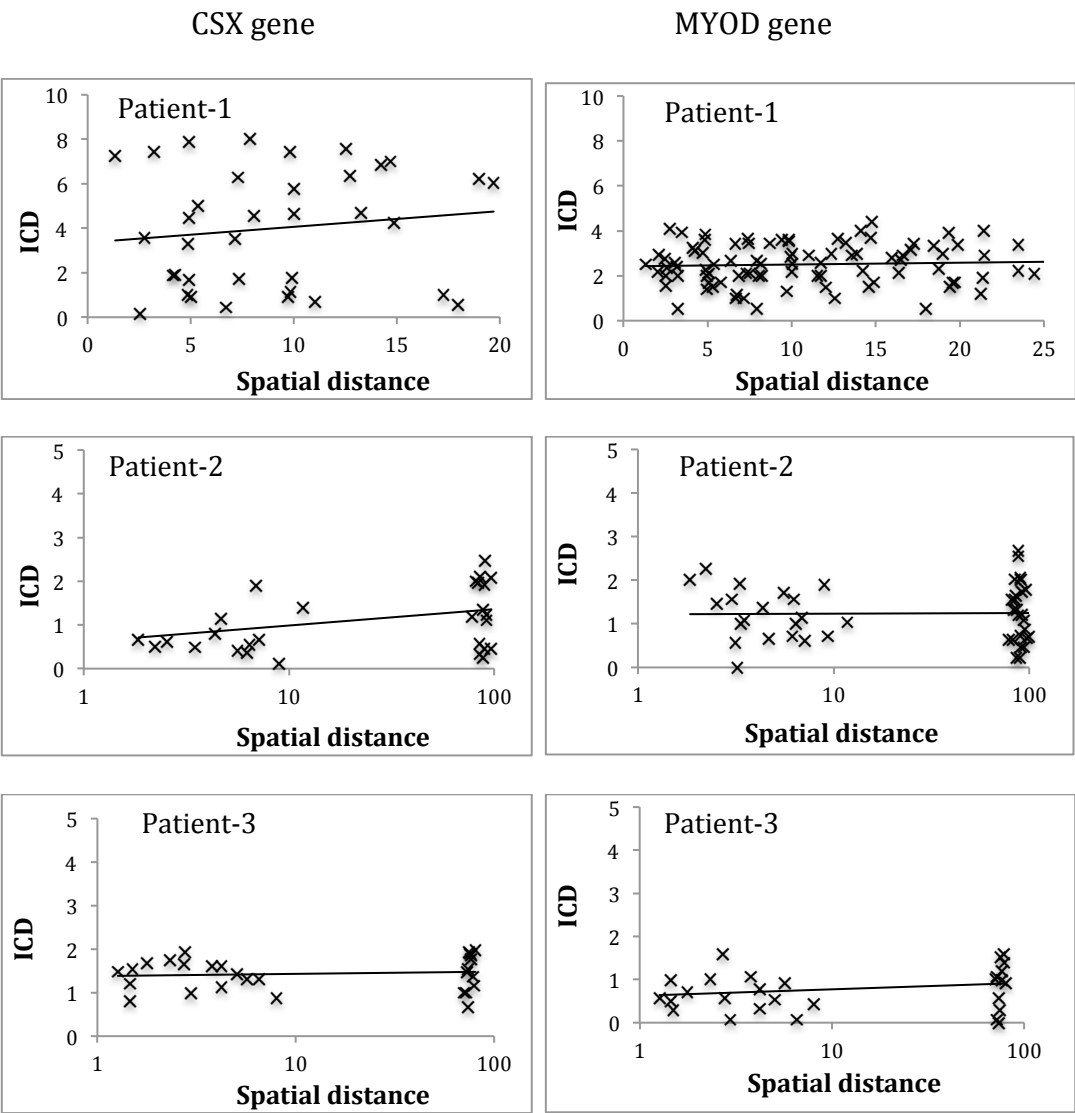 CSX gene
MYOD gene
Patient-1
10
8
6
4
2
0
ICD
0 5 10 15 20
Spatial distance
Patient-1
10
8
6
4
2
0
ICD
0 5 10 15 20 25
Spatial distance
Patient-2
5
4
3
2
1
0
ICD
1 10 100
Spatial distance
Patient-2
5
4
3
2
1
0
ICD
1 10 100
Spatial distance
Patient-3
5
4
3
2
1
0
ICD
1 10 100
Spatial distance
Patient-3
5
4
3
2
1
0
ICD
1 10 100
Spatial distance